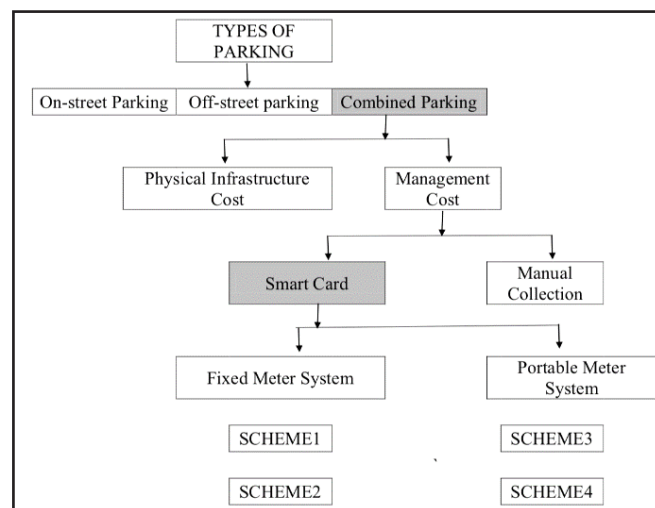 TYPES OF
PARKING
On-street Parking
Off-street parking
Combined Parking
Physical Infrastructure
Cost
Management
Cost
Smart Card
Manual
Collection
Fixed Meter System
Portable Meter
System
SCHEME1
SCHEME3
SCHEME2
SCHEME4